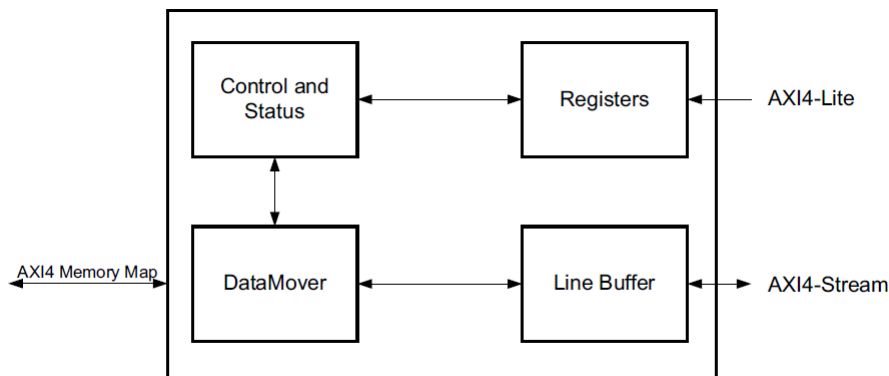 Control and
Status
Registers
AXI4-Lite
AXI4 Memory Map
DataMover
Line Buffer
AXI4-Stream